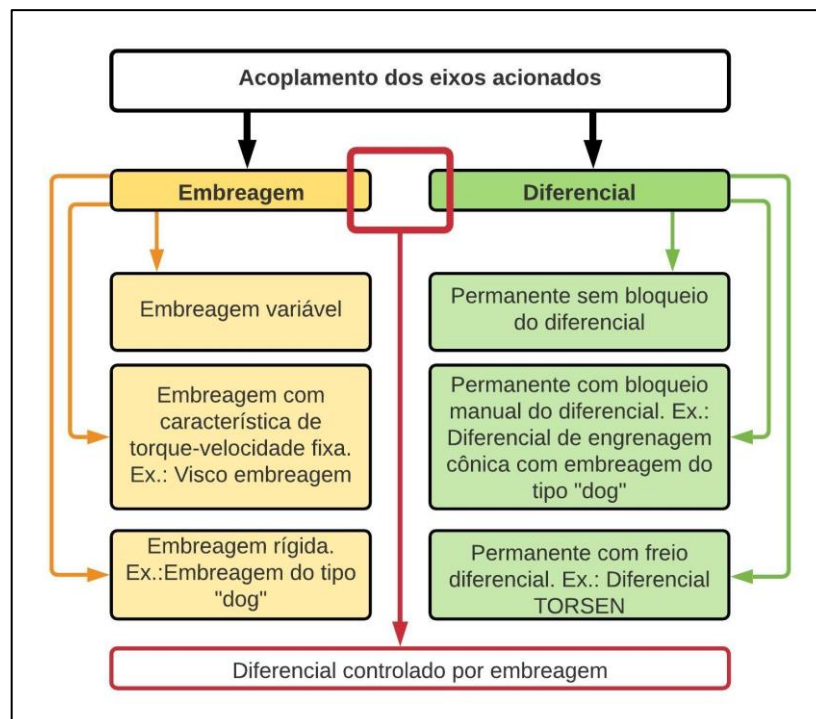 Acoplamento dos eixos acionados
Embreagem
Diferencial
Embreagem variável
Permanente sem bloqueio
do diferencial
Embreagem com
característica de
torque-velocidade fixa.
Ex.: Visco embreagem
Permanente com bloqueio
manual do diferencial. Ex.:
Diferencial de engrenagem
cônica com embreagem do
tipo "dog"
Embreagem rígida.
Ex.:Embreagem do tipo
"dog"
Permanente com freio
diferencial. Ex.: Diferencial
TORSEN
Diferencial controlado por embreagem